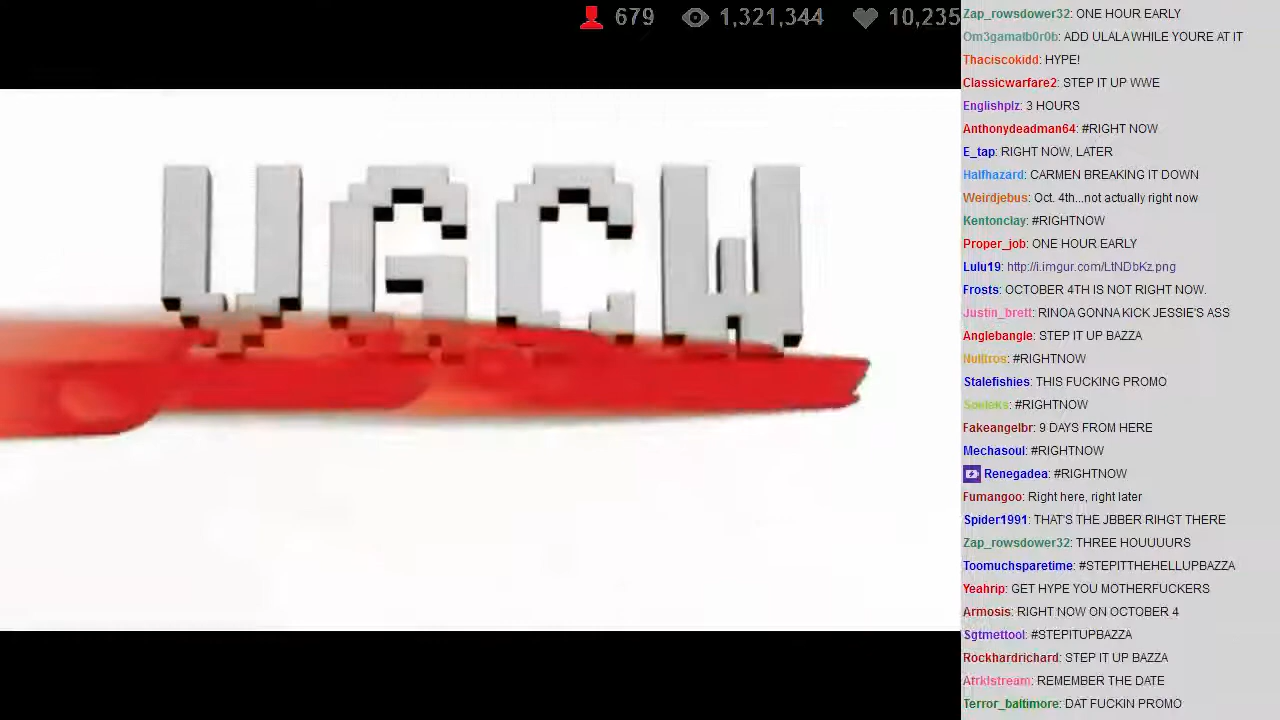 679 1,321,344 10,235
VGCW
Zap_rowsdower32: ONE HOUR EARLY
Om3gamatb0r0b: ADD ULALA WHILE YOURE AT IT
Thaciscokidd: HYPE!
Classicwarfare2: STEP IT UP WWE
Englishplz: 3 HOURS
Anthonydeadman64: #RIGHT NOW
E_tap: RIGHT NOW, LATER
Halfhazard: CARMEN BREAKING IT DOWN
Weirdjebus: Oct. 4th...not actually right now
Kentonclay: #RIGHTNOW
Proper_job: ONE HOUR EARLY
Lulu19: http://i.imgur.com/LtNDbKz.png
Frosts: OCTOBER 4TH IS NOT RIGHT NOW.
Justin_brett: RINOA GONNA KICK JESSIE'S ASS
Anglebangle: STEP IT UP BAZZA
Nulltros: #RIGHTNOW
Stalefishies: THIS FUCKING PROMO
#RIGHTNOW
Fakeangelbr: 9 DAYS FROM HERE
Mechasoul: #RIGHTNOW
Renegadea: #RIGHTNOW
Fumangoo: Right here, right later
Spider1991: THAT'S THE JBBER RIHGT THERE
Zap_rowsdower32: THREE HOUUUURS
Toomuchsparetime: #STEPITTHEHELLUPBAZZA
Yeahrip: GET HYPE YOU MOTHERFUCKERS
Armosis: RIGHT NOW ON OCTOBER 4
Sgtmettool: #STEPITUPBAZZA
Rockhardrichard: STEP IT UP BAZZA
Atrklstream: REMEMBER THE DATE
Terror_baltimore: DAT FUCKIN PROMO